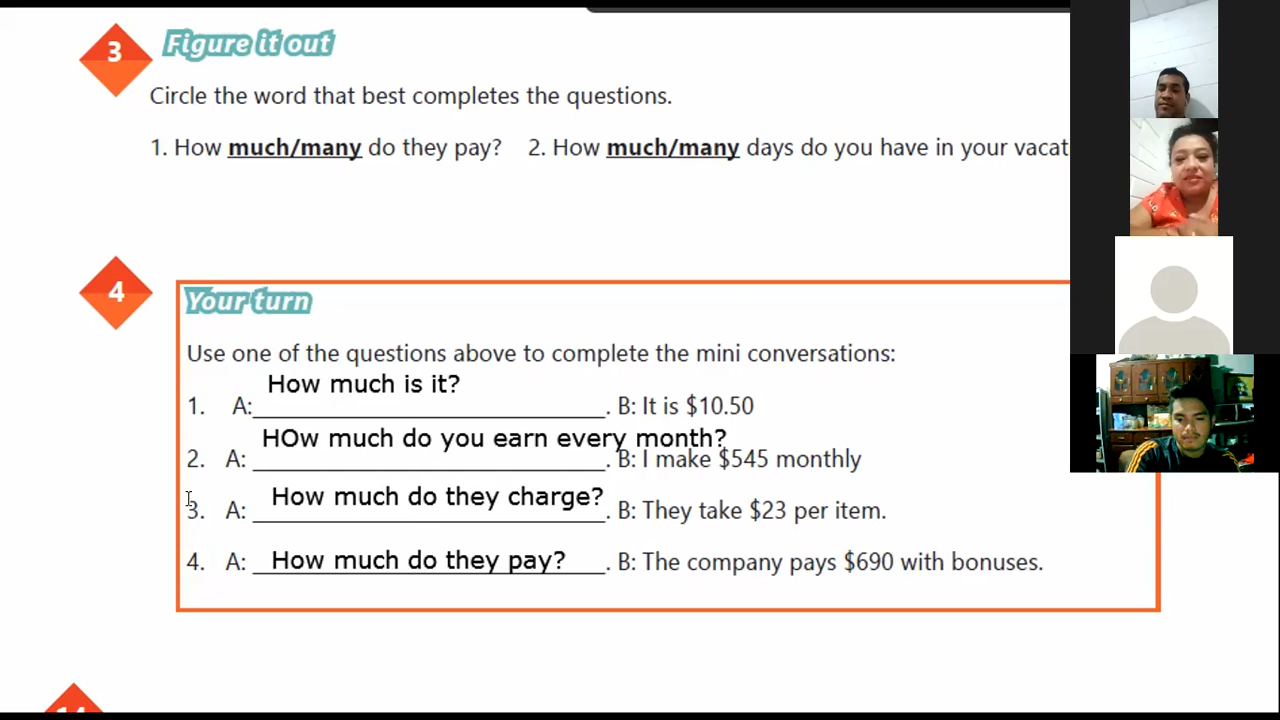 3 Figure it out
Circle the word that best completes the questions.
1. How much/many do they pay? 2. How much/many days do you have in your vacat
4 Your turn
Use one of the questions above to complete the mini conversations:
How much is it?
1. A:____________________________. B: It is $10.50
HOw much do you earn every month?
2. A: ____________________________. B: I make $545 monthly
How much do they charge?
3. A: ____________________________. B: They take $23 per item.
How much do they pay?
4. A: ____________________________. B: The company pays $690 with bonuses.